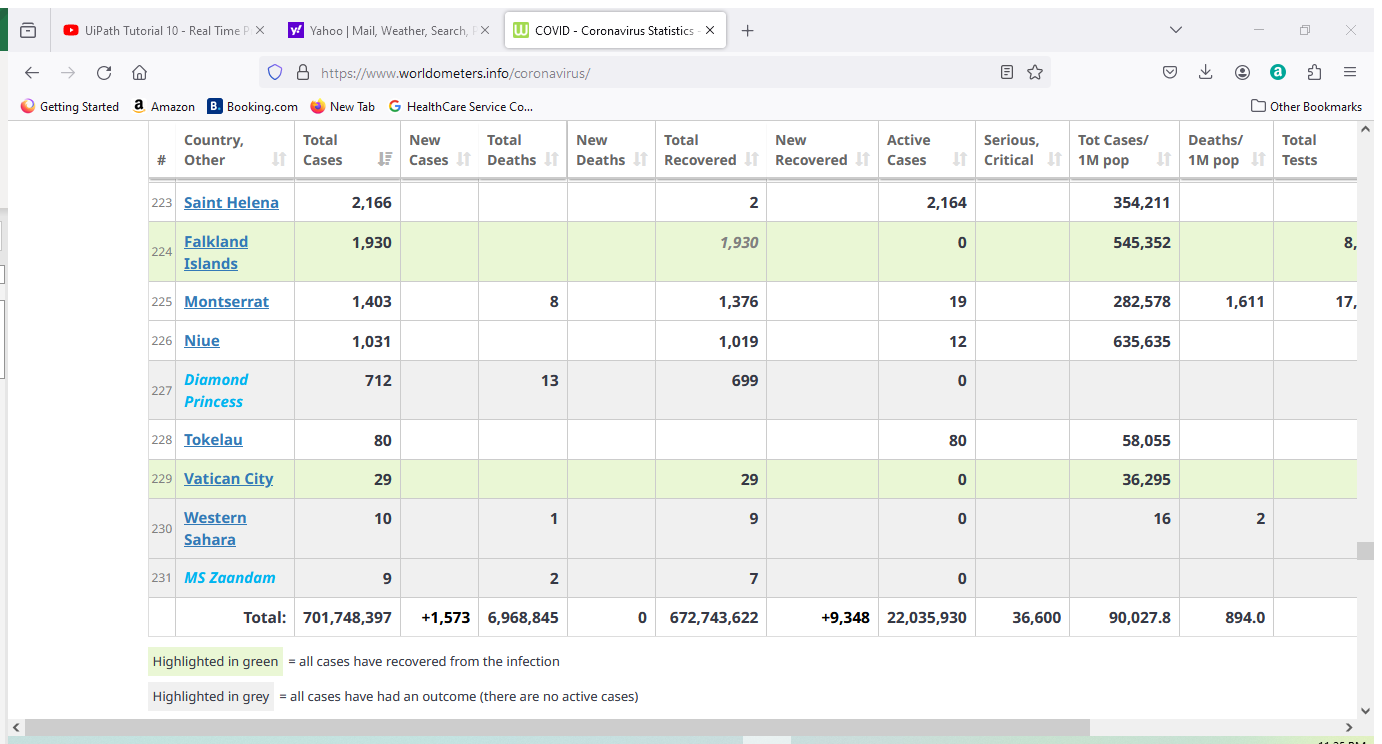 UiPath Tutorial 10 - Real Time P
Yahoo | Mail, Weather, Search, P
COVID - Coronavirus Statistics -
https://www.worldometers.info/coronavirus/
Getting Started Amazon Booking.com New Tab HealthCare Service Co... Other Bookmarks
# Country, Other Total Cases New Cases Total Deaths New Deaths Total Recovered New Recovered Active Cases Serious, Critical Tot Cases/ 1M pop Deaths/ 1M pop Total Tests
223 Saint Helena 2,166 2 2,164 354,211
224 Falkland Islands 1,930 1,930 0 545,352 8,
225 Montserrat 1,403 8 1,376 19 282,578 1,611 17,
226 Niue 1,031 1,019 12 635,635
227 Diamond Princess 712 13 699 0
228 Tokelau 80 80 58,055
229 Vatican City 29 29 0 36,295
230 Western Sahara 10 1 9 0 16 2
231 MS Zaandam 9 2 7 0
Total: 701,748,397 +1,573 6,968,845 0 672,743,622 +9,348 22,035,930 36,600 90,027.8 894.0
Highlighted in green = all cases have recovered from the infection
Highlighted in grey = all cases have had an outcome (there are no active cases)